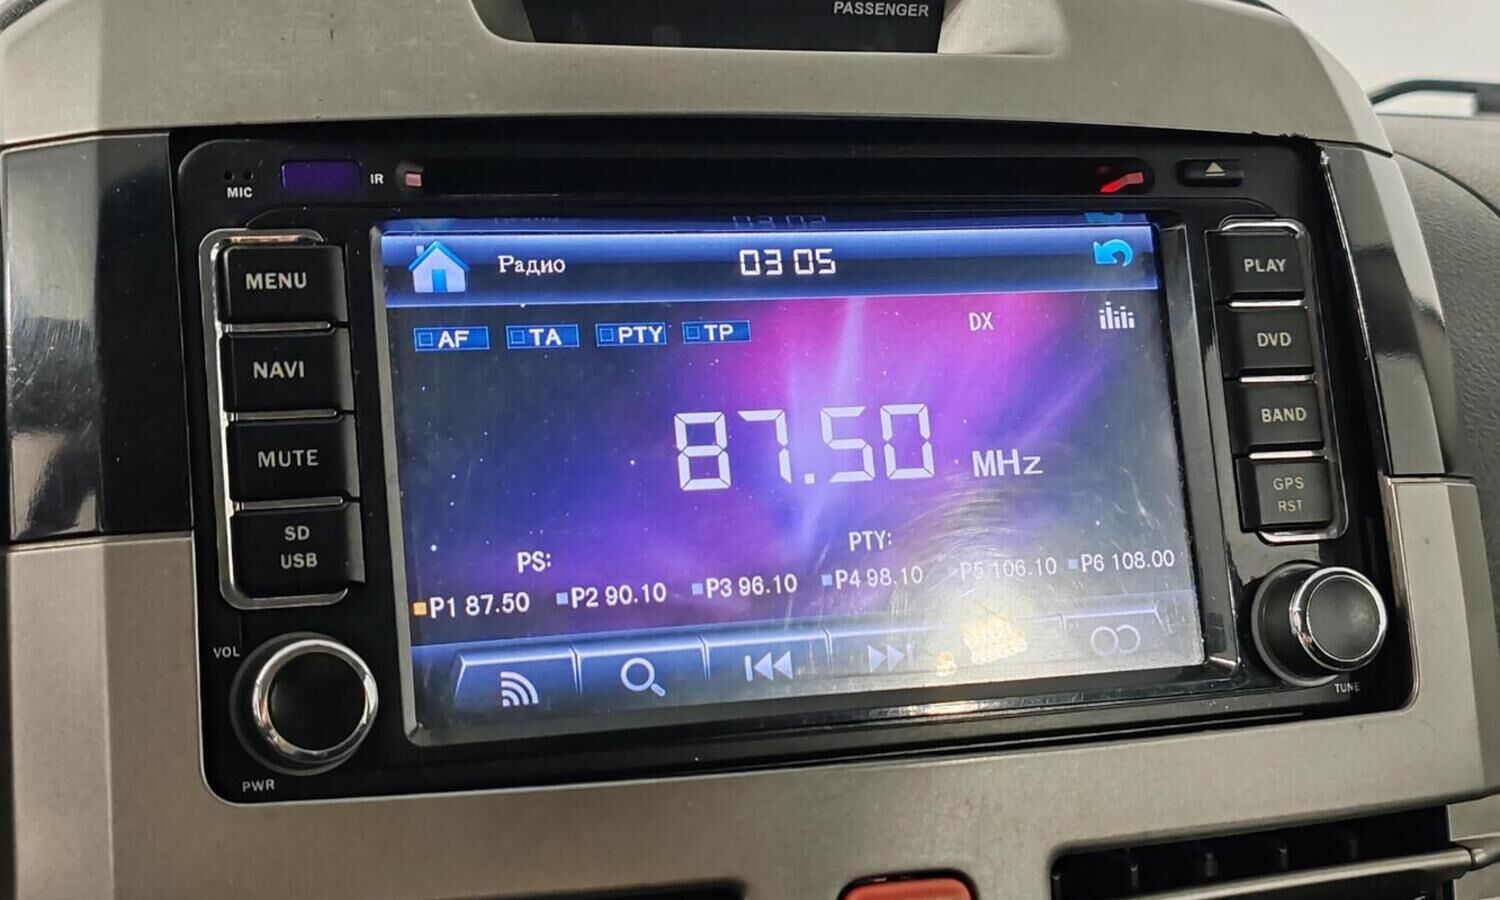 PASSENGER
MIC
IR
MENU
NAVI
MUTE
SD
USB
VOL
PWR
Радио
03 05
AF TA PTY TP
DX
87.50 MHz
PS:
PTY:
P1 87.50 P2 90.10 P3 96.10 P4 98.10 P5 106.10 P6 108.00
PLAY
DVD
BAND
GPS
RST
TUNE